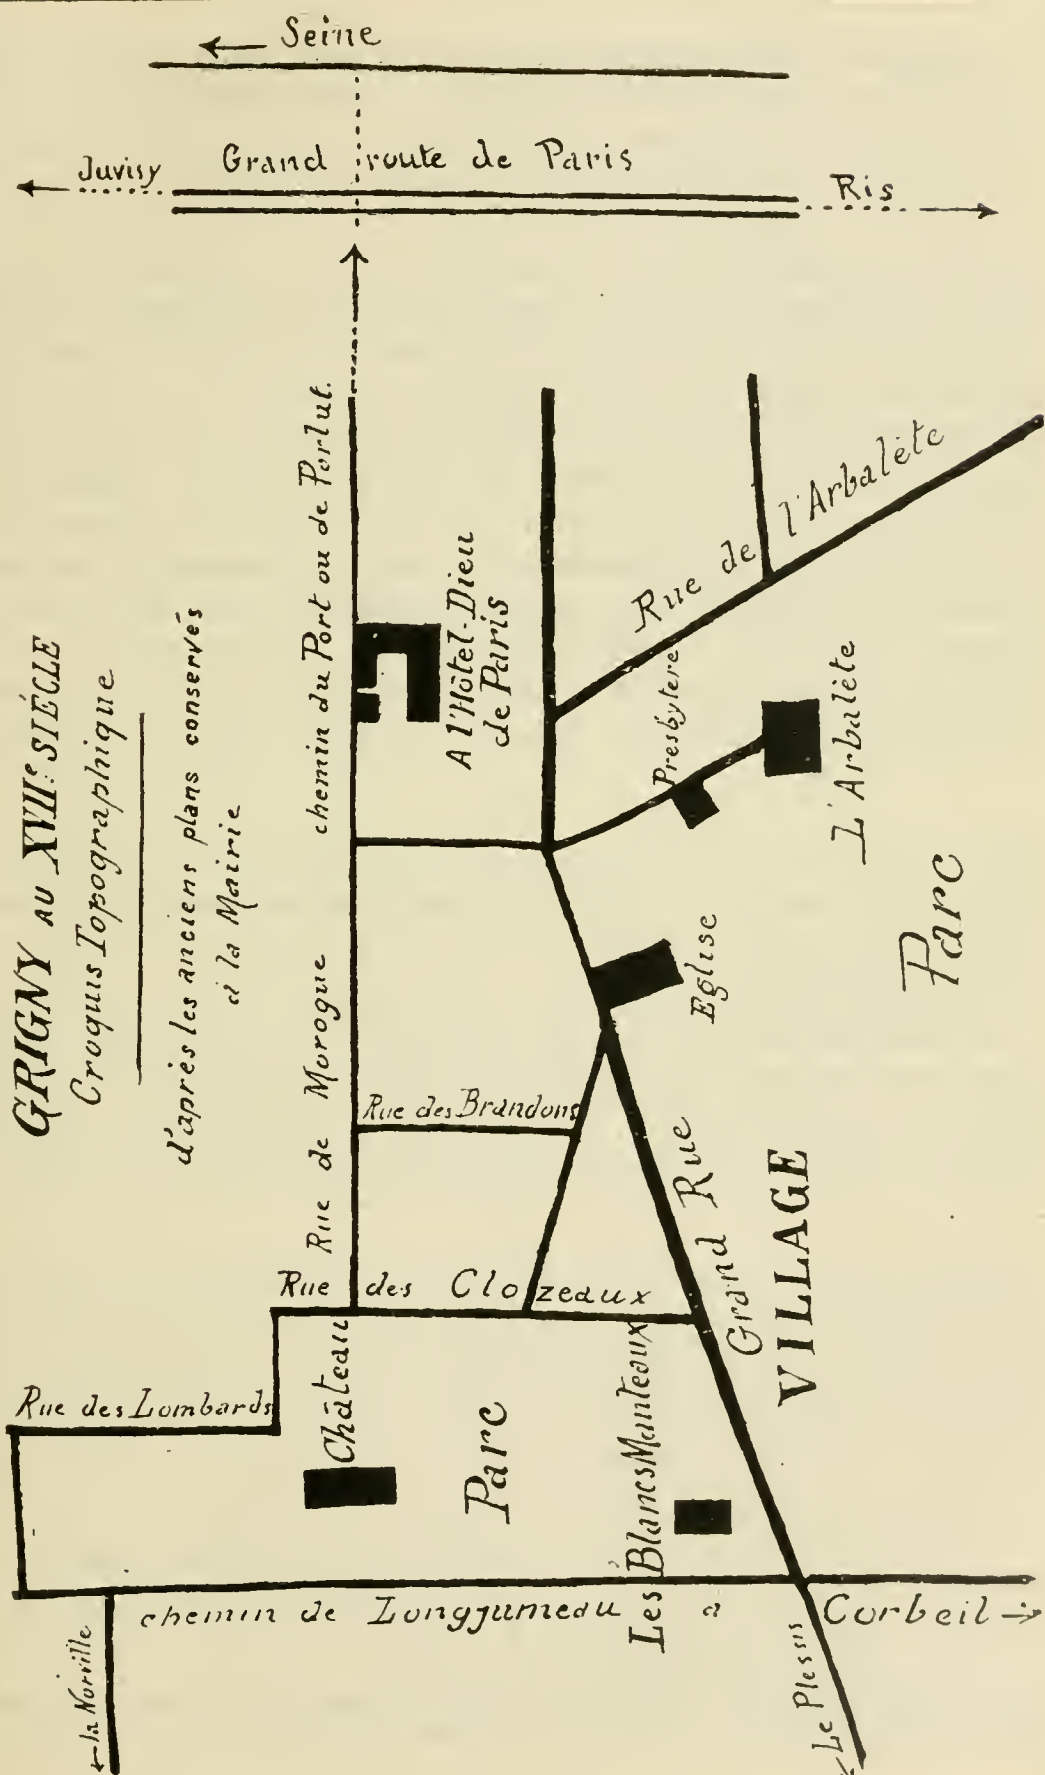 GRIGNY AU XVIIe SIÉCLE
Croquis Topographique
d'après les anciens plans conservés
à la Mairie
← Seine
Grand route de Paris
Juvisy
Ris
chemin du Port ou de Porlut.
Rue de Morogue
A l'Hôtel-Dieu
de Paris
Rue de l'Arbalète
Presbytere
L'Arbalète
Eglise
Parc
Rue des Brandons
Grand Rue
VILLAGE
Rue des Clozeaux
Rue des Lombards
Château
Parc
Les Blancs Manteaux
chemin de Longjumeau à Corbeil →
← la Norville
← Le Plessis